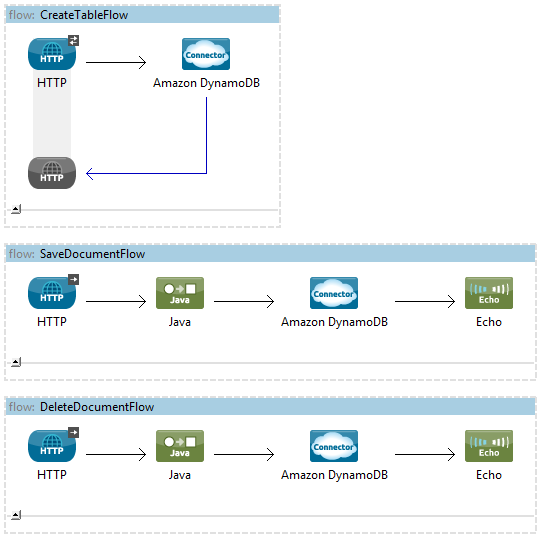 flow: CreateTableFlow
HTTP Connector
HTTP Amazon DynamoDB
HTTP
flow: SaveDocumentFlow
HTTP Java Connector Echo
HTTP Java Amazon DynamoDB Echo
flow: DeleteDocumentFlow
HTTP Java Connector Echo
HTTP Java Amazon DynamoDB Echo